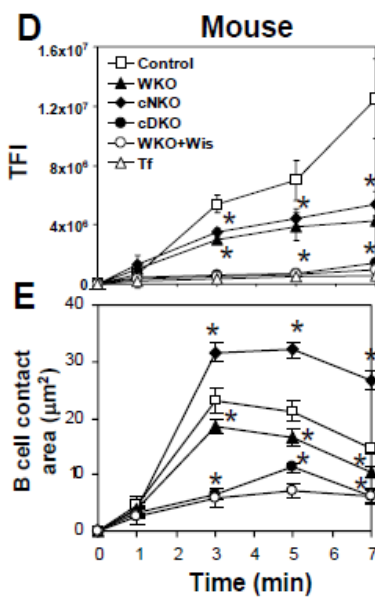 D Mouse
1.6x10⁷
1.2x10⁷
8x10⁶
4x10⁶
0
TFI
Control
WKO
cNKO
cDKO
WKO+Wis
Tf
* * *
* * *
*
E
40
30
20
10
0
B cell contact
area (μm²)
* * *
* * *
* * *
0 1 2 3 4 5 6 7
Time (min)